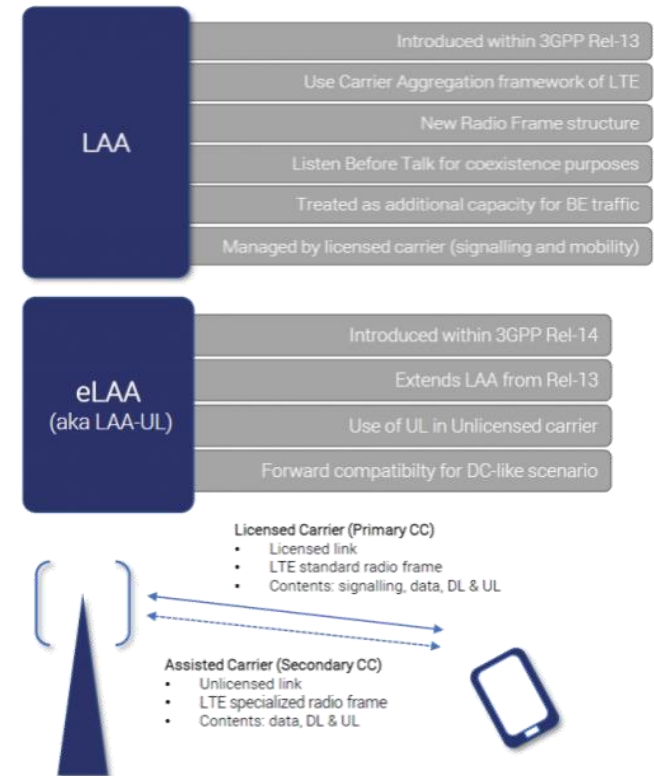 LAA
Introduced within 3GPP Rel-13
Use Carrier Aggregation framework of LTE
New Radio Frame structure
Listen Before Talk for coexistence purposes
Treated as additional capacity for BE traffic
Managed by licensed carrier (signalling and mobility)
eLAA
(aka LAA-UL)
Introduced within 3GPP Rel-14
Extends LAA from Rel-13
Use of UL in Unlicensed carrier
Forward compatibilty for DC-like scenario
Licensed Carrier (Primary CC)
• Licensed link
• LTE standard radio frame
• Contents: signalling, data, DL & UL
Assisted Carrier (Secondary CC)
• Unlicensed link
• LTE specialized radio frame
• Contents: data, DL & UL